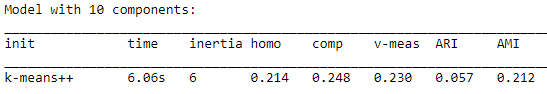 Model with 10 components:
init time inertia homo comp v-meas ARI AMI
k-means++ 6.06s 6 0.214 0.248 0.230 0.057 0.212